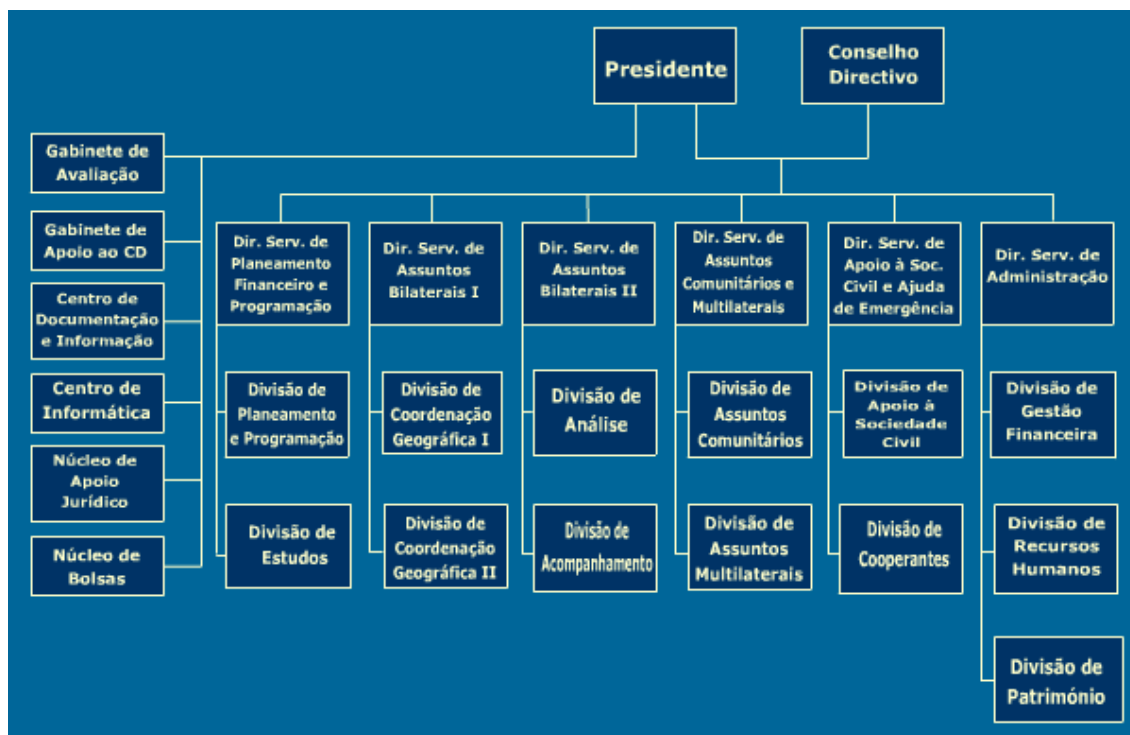 Presidente
Conselho
Directivo
Gabinete de
Avaliação
Gabinete de
Apoio ao CD
Centro de
Documentação
e Informação
Centro de
Informática
Núcleo de
Apoio
Jurídico
Núcleo de
Bolsas
Dir. Serv. de
Planeamento
Financeiro e
Programação
Dir. Serv. de
Assuntos
Bilaterais I
Dir. Serv. de
Assuntos
Bilaterais II
Dir. Serv. de
Assuntos
Comunitários e
Multilaterais
Dir. Serv. de
Apoio à Soc.
Civil e Ajuda
de Emergência
Dir. Serv. de
Administração
Divisão de
Planeamento
e Programação
Divisão de
Coordenação
Geográfica I
Divisão de
Análise
Divisão de
Assuntos
Comunitários
Divisão de
Apoio à
Sociedade
Civil
Divisão de
Gestão
Financeira
Divisão de
Estudos
Divisão de
Coordenação
Geográfica II
Divisão de
Acompanhamento
Divisão de
Assuntos
Multilaterais
Divisão de
Cooperantes
Divisão de
Recursos
Humanos
Divisão de
Património